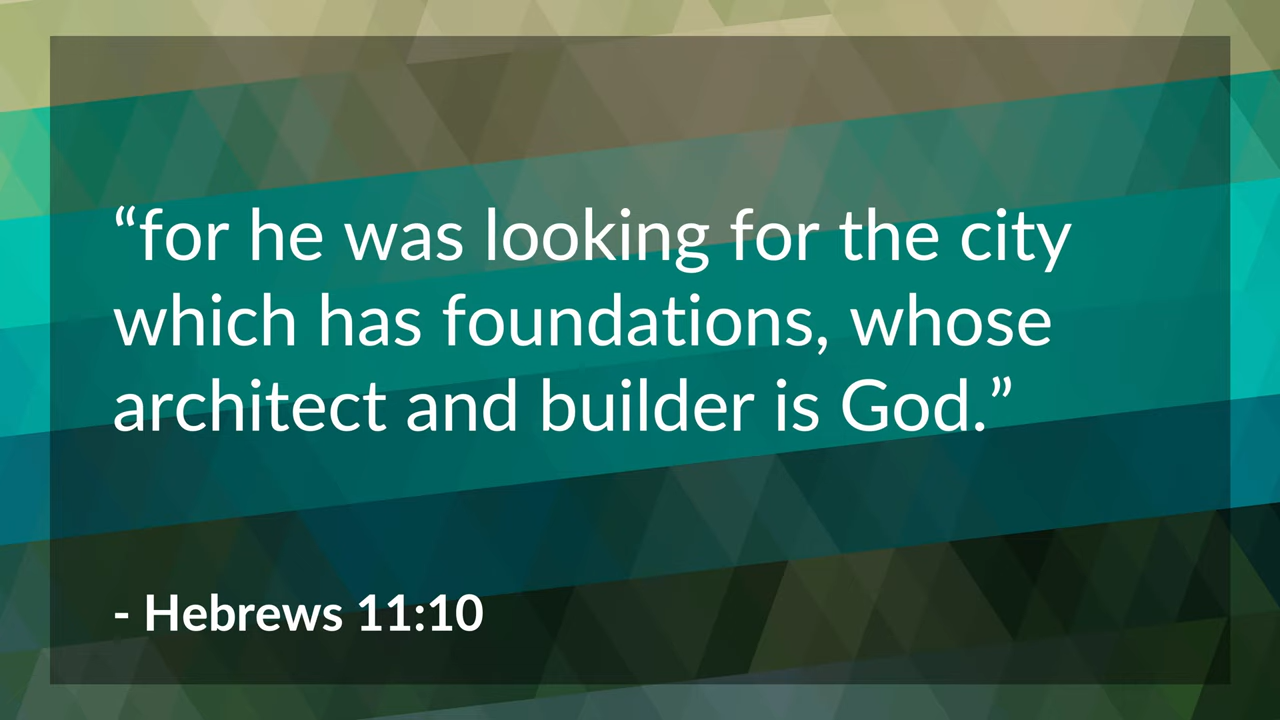 “for he was looking for the city
which has foundations, whose
architect and builder is God.”
- Hebrews 11:10